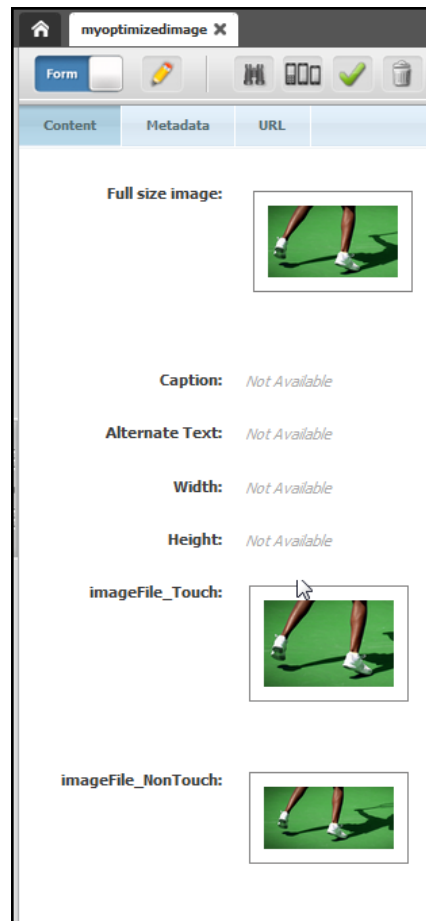 myoptimizedimage
Form
Content Metadata URL
Full size image:
Caption: Not Available
Alternate Text: Not Available
Width: Not Available
Height: Not Available
imageFile_Touch:
imageFile_NonTouch: